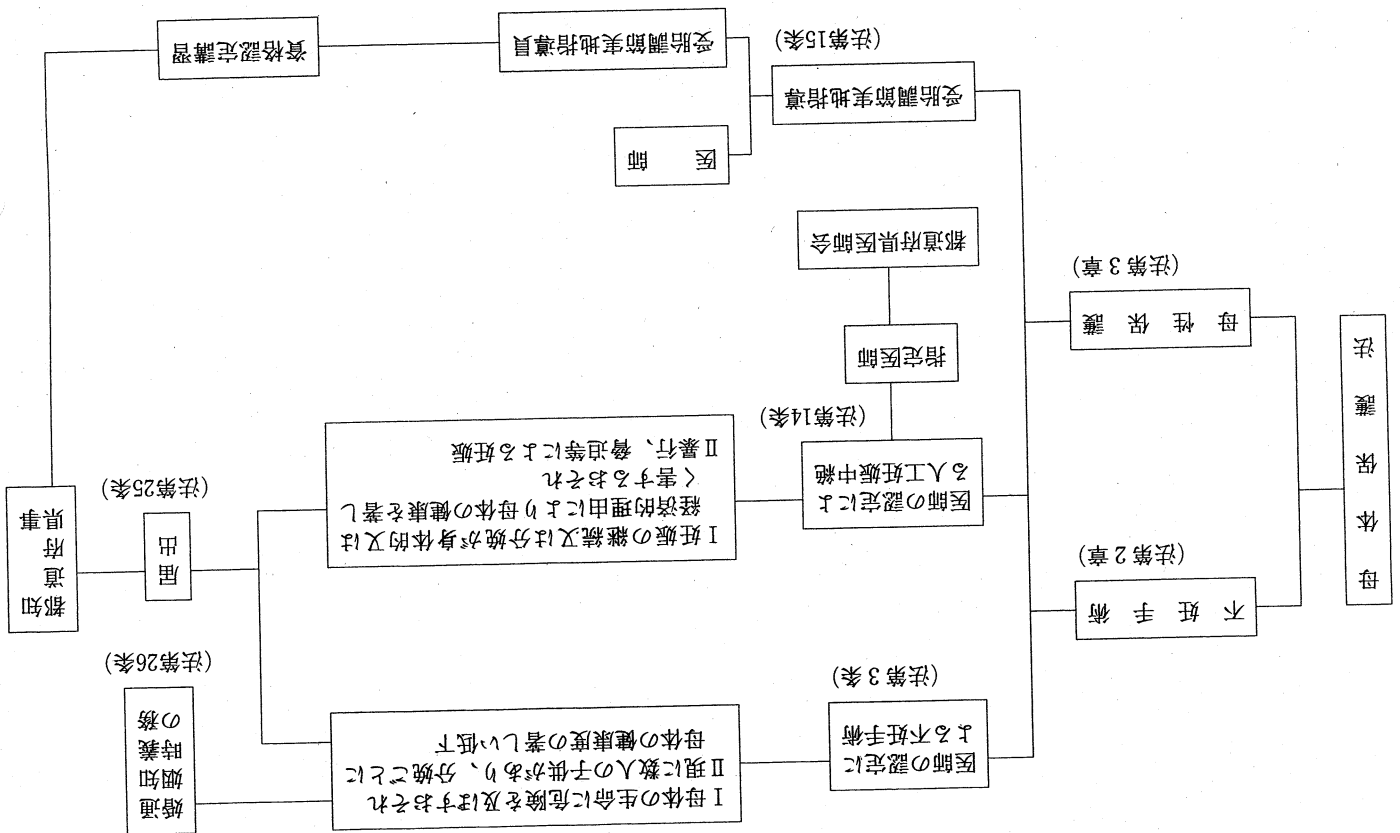 母体保護法
不妊手術
(法第2章)
母性保護
(法第3章)
医師の認定に
よる不妊手術
(法第3条)
Ⅰ母体の生命に危険を及ぼすおそれ
Ⅱ現に数人の子供があり、分娩ごとに
母体の健康度の著しい低下
婚姻時
通知義務
の
(法第26条)
医師の認定によ
る人工妊娠中絶
(法第14条)
Ⅰ妊娠の継続又は分娩が身体的又は
経済的理由により母体の健康を著し
く害するおそれ
Ⅱ暴行、脅迫等による妊娠
届出
(法第25条)
都道府県
知事
指定医師
都道府県医師会
受胎調節実地指導
(法第15条)
医師
受胎調節実地指導員
資格認定講習